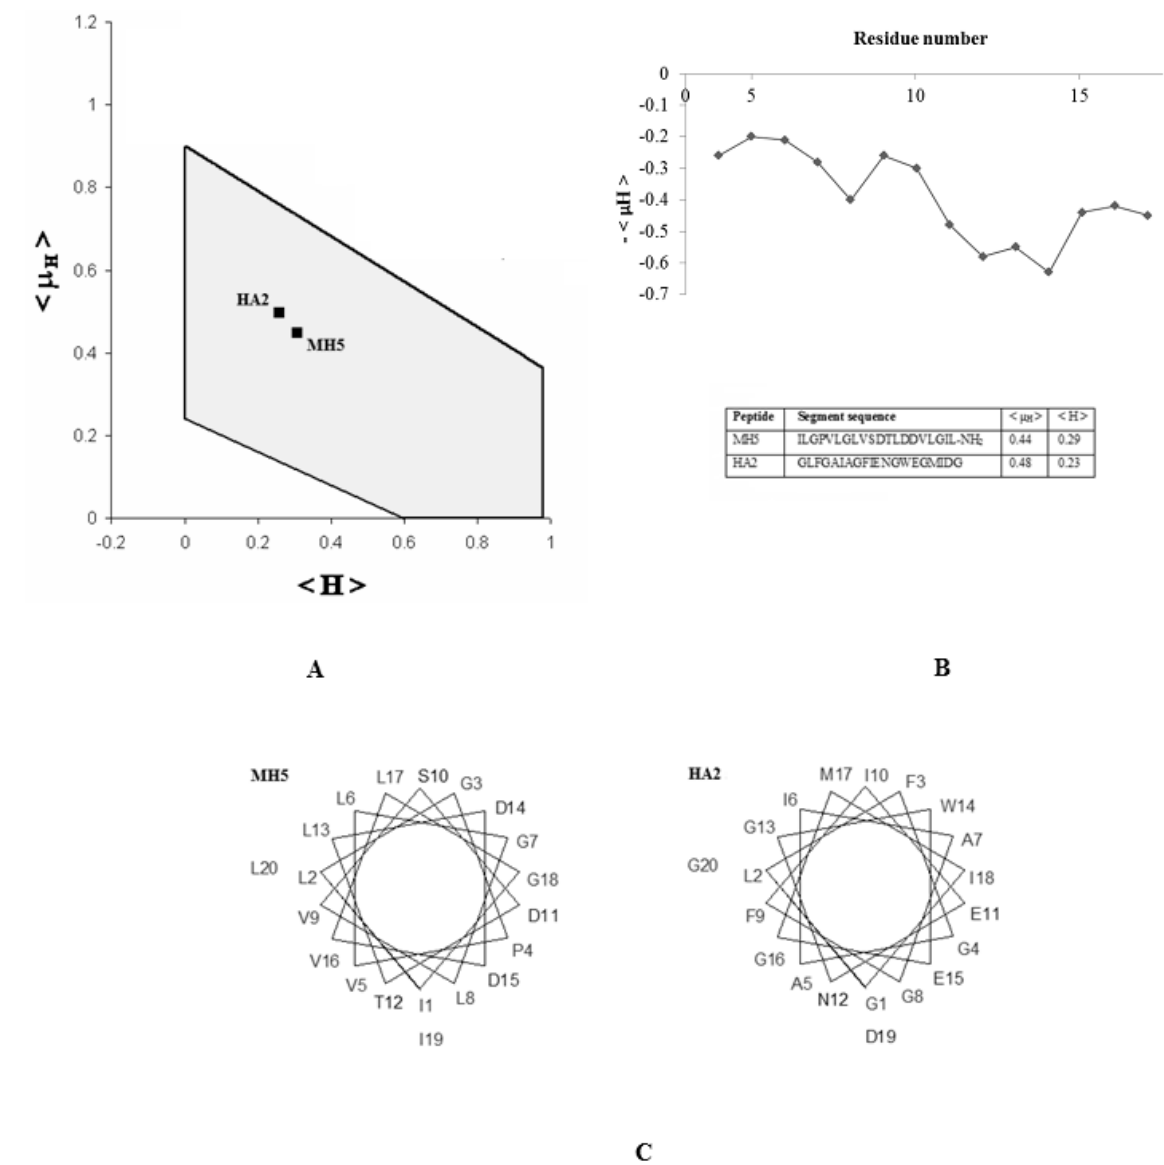 1.2
1
0.8
0.6
0.4
0.2
0
-0.2
0
0.2
0.4
0.6
0.8
1
< μH >
< H >
HA2
MH5
A
Residue number
0
-0.1
-0.2
-0.3
-0.4
-0.5
-0.6
-0.7
0
5
10
15
- < μH >
Peptide Segment sequence < μH > < H >
MH5 ILGPVLGLVSDTLDDVLGIL-NH2 0.44 0.29
HA2 GLFGAIAGFIENGWEGMIDG 0.48 0.23
B
MH5
L17 S10 G3
L6 D14
L13 G7
L20 L2 G18
V9 D11
V16 P4
V5 D15
T12 I1 L8
I19
HA2
M17 I10 F3
I6 W14
G13 A7
G20 L2 I18
F9 E11
G16 G4
A5 E15
N12 G1 G8
D19
C